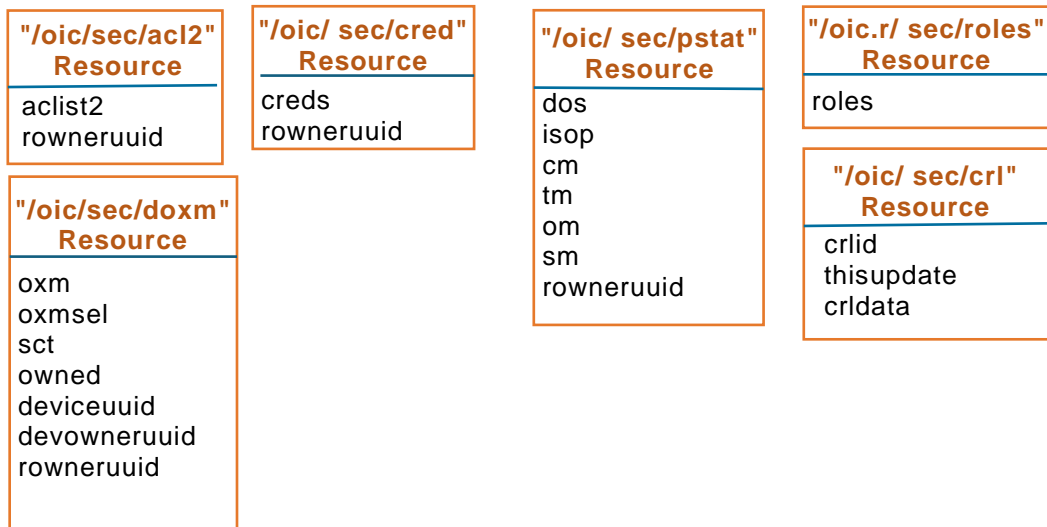 "/oic/sec/acl2"
Resource
aclist2
rowneruuid
"/oic/ sec/cred"
Resource
creds
rowneruuid
"/oic/ sec/pstat"
Resource
dos
isop
cm
tm
om
sm
rowneruuid
"/oic.r/ sec/roles"
Resource
roles
"/oic/sec/doxm"
Resource
oxm
oxmsel
sct
owned
deviceuuid
devowneruuid
rowneruuid
"/oic/ sec/crl"
Resource
crlid
thisupdate
crldata